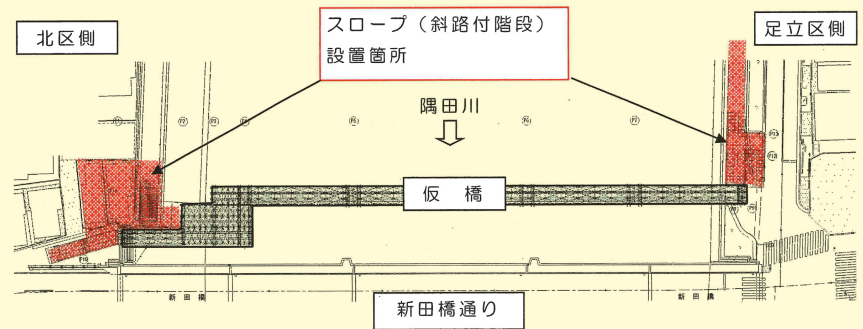 北区側
スロープ（斜路付階段）
設置箇所
足立区側
隅田川
仮橋
新田橋
新田橋
新田橋通り